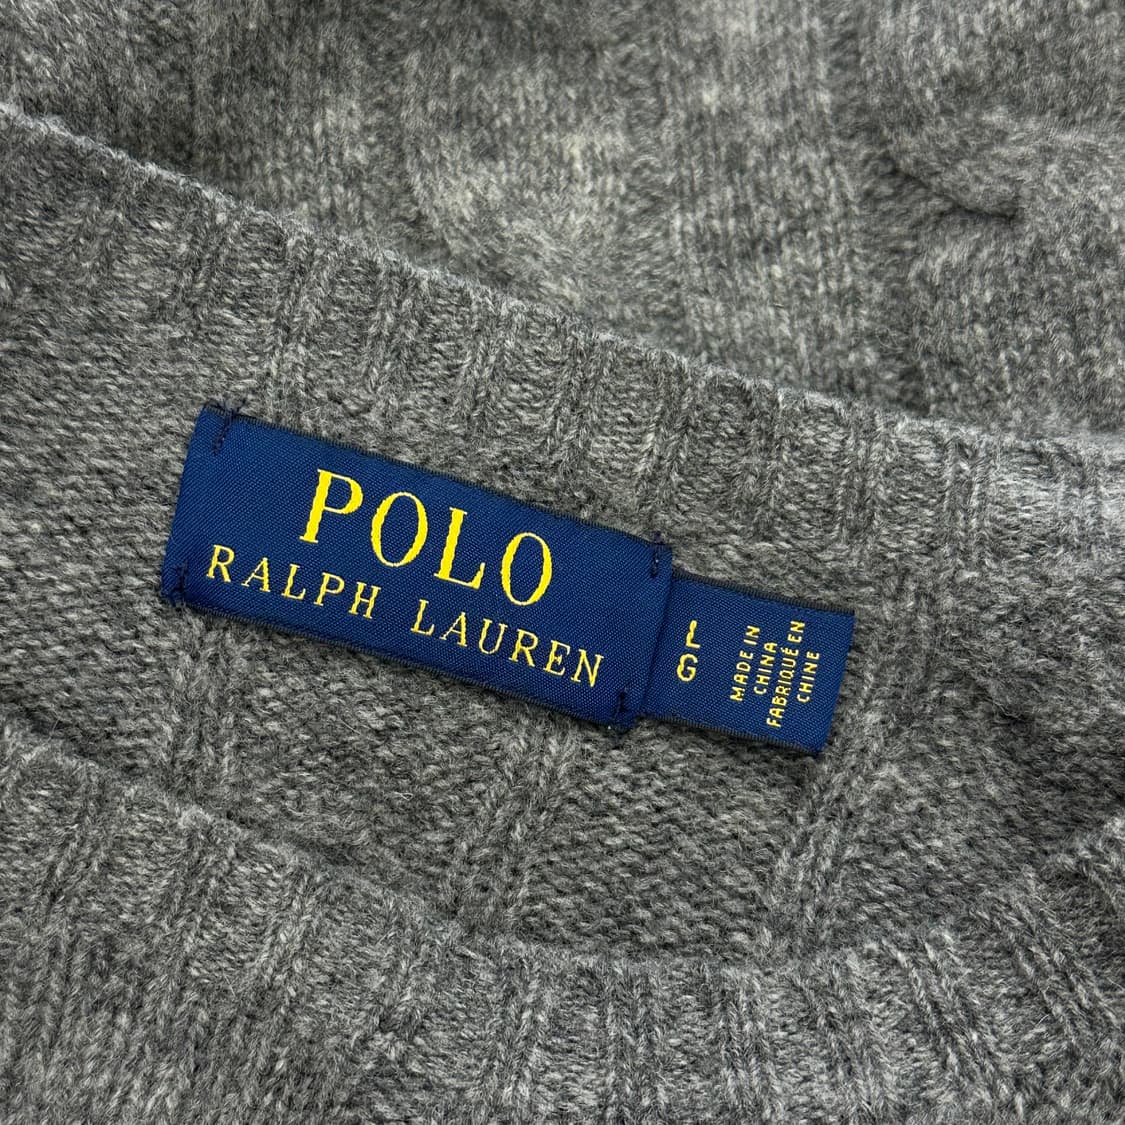 POLO
RALPH LAUREN
L
G
MADE IN
CHINA
FABRIQUÉ EN
CHINE